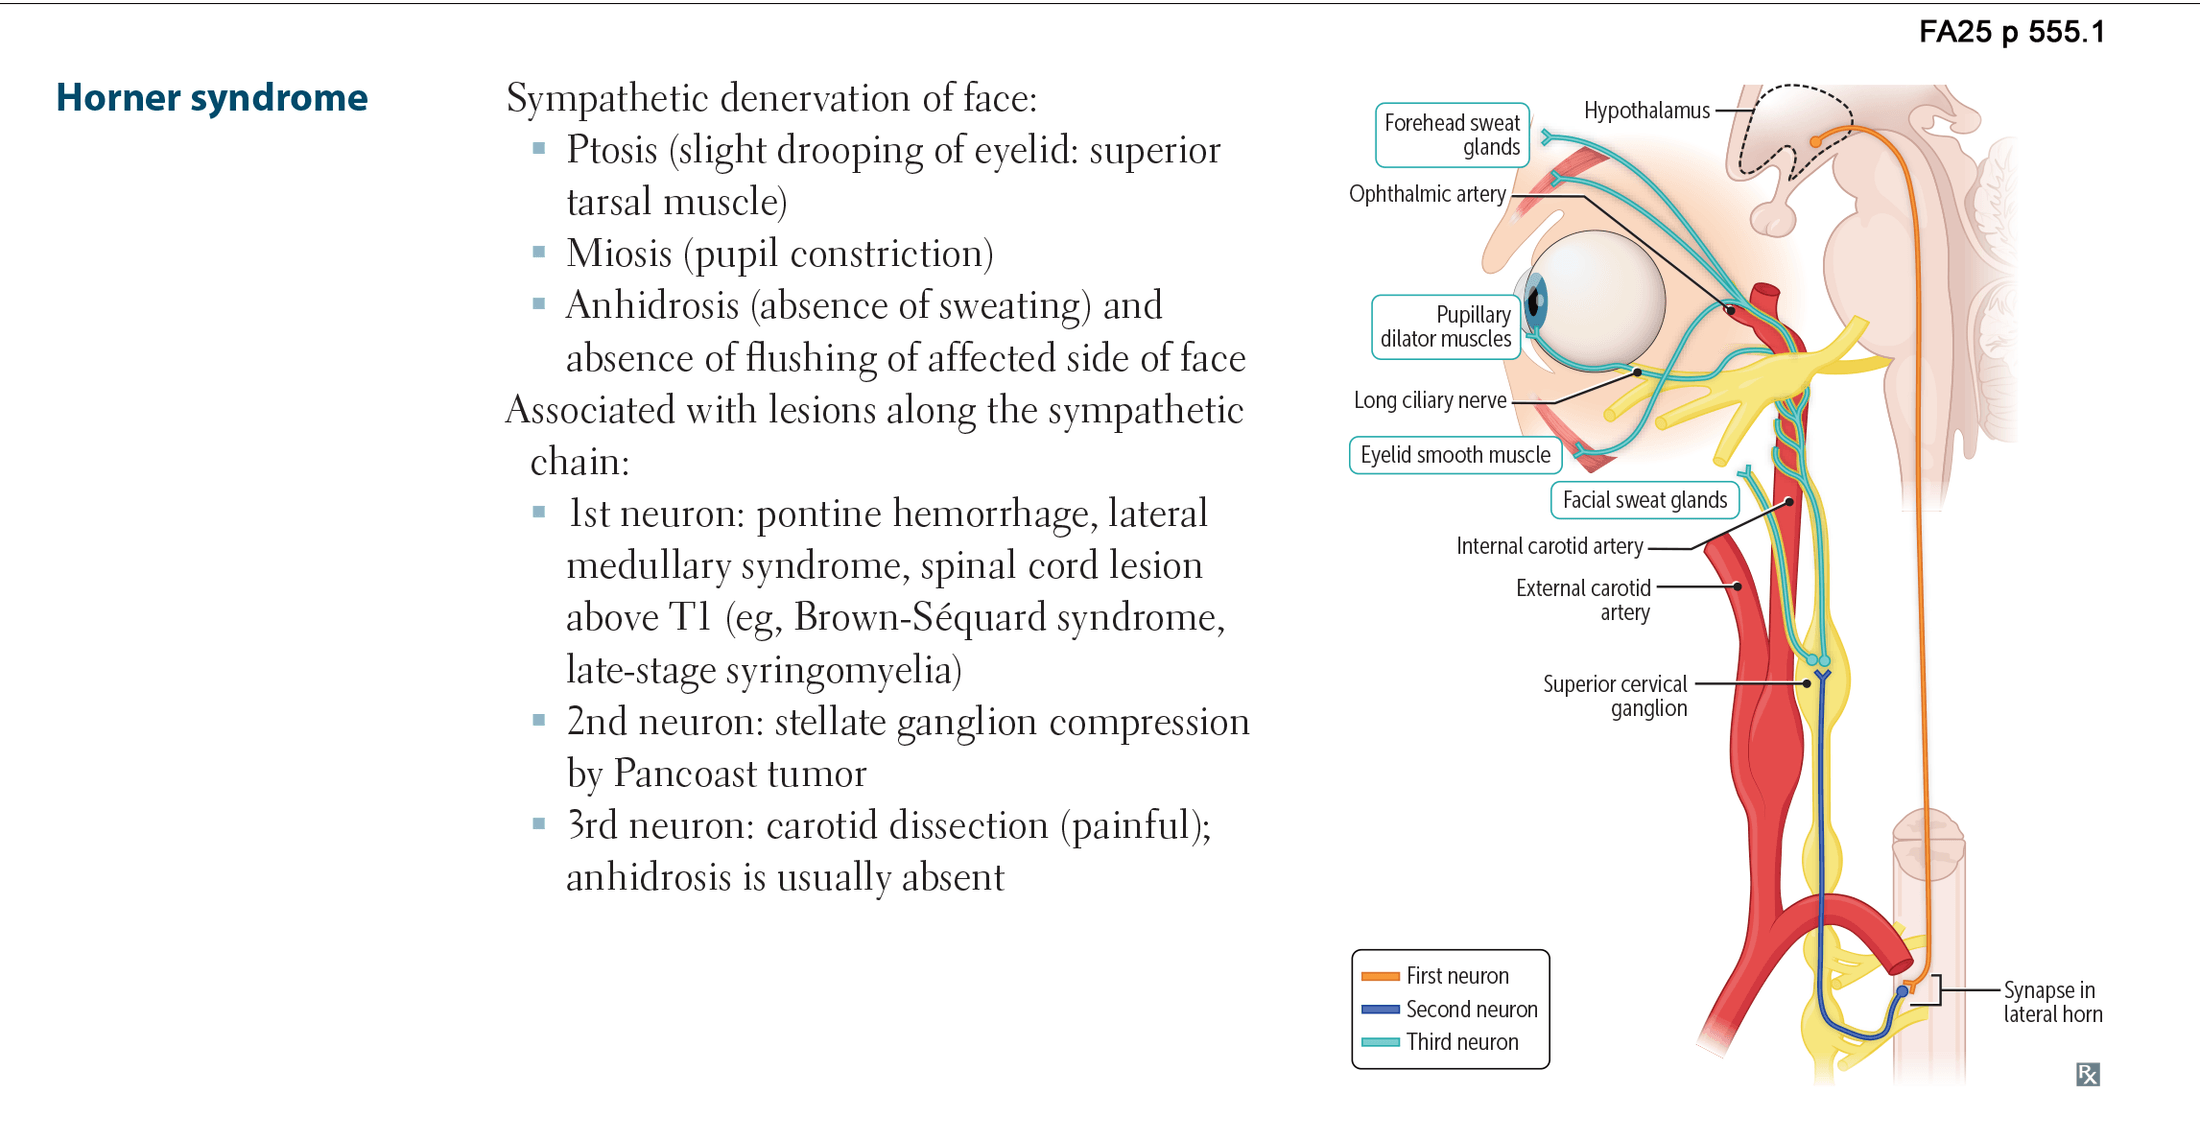 FA25 p 555.1
Horner syndrome
Sympathetic denervation of face:
Ptosis (slight drooping of eyelid: superior
tarsal muscle)
Miosis (pupil constriction)
Anhidrosis (absence of sweating) and
absence of flushing of affected side of face
Associated with lesions along the sympathetic
chain:
1st neuron: pontine hemorrhage, lateral
medullary syndrome, spinal cord lesion
above T1 (eg, Brown-Séquard syndrome,
late-stage syringomyelia)
2nd neuron: stellate ganglion compression
by Pancoast tumor
3rd neuron: carotid dissection (painful);
anhidrosis is usually absent
Hypothalamus
Forehead sweat
glands
Ophthalmic artery
Pupillary
dilator muscles
Long ciliary nerve
Eyelid smooth muscle
Facial sweat glands
Internal carotid artery
External carotid
artery
Superior cervical
ganglion
First neuron
Second neuron
Third neuron
Synapse in
lateral horn
Rx